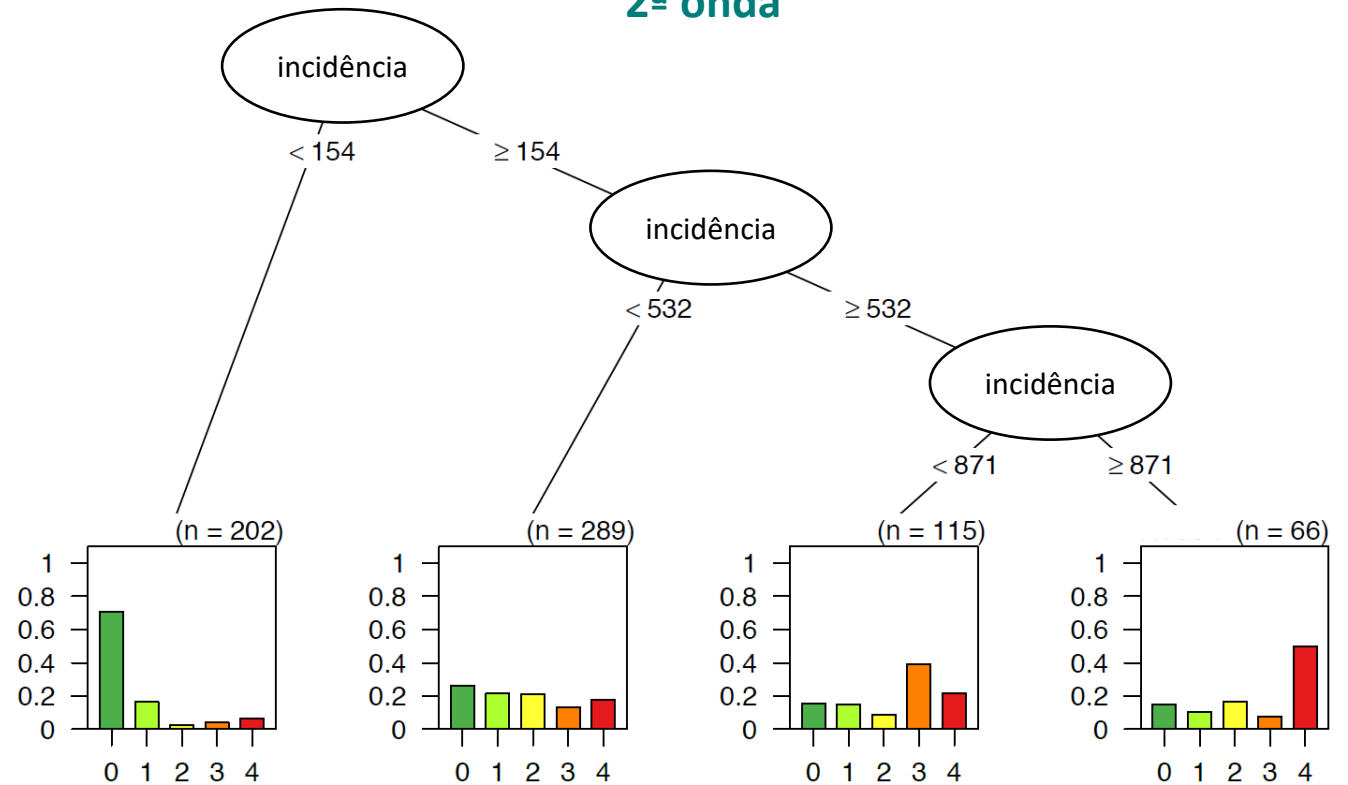 2ª onda
incidência
< 154
≥ 154
incidência
< 532
≥ 532
incidência
< 871
≥ 871
(n = 202)
(n = 289)
(n = 115)
(n = 66)
1 1 1 1
0.8 0.8 0.8 0.8
0.6 0.6 0.6 0.6
0.4 0.4 0.4 0.4
0.2 0.2 0.2 0.2
0 0 0 0
0 1 2 3 4 0 1 2 3 4 0 1 2 3 4 0 1 2 3 4